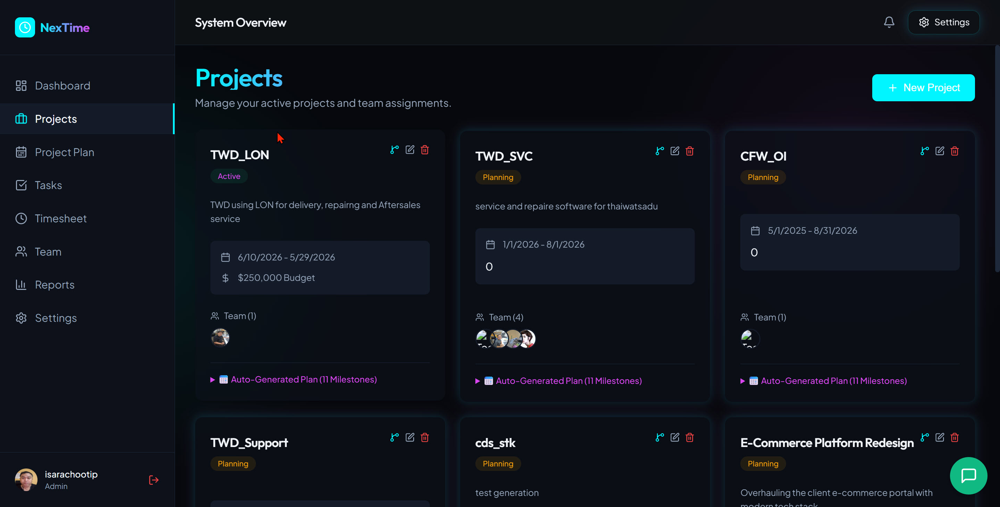 NexTime
System Overview
Settings
Dashboard
Projects
Project Plan
Tasks
Timesheet
Team
Reports
Settings
isarachootip
Admin
Projects
Manage your active projects and team assignments.
New Project
TWD_LON
Active
TWD using LON for delivery, repairng and Aftersales
service
6/10/2026 - 5/29/2026
$250,000 Budget
Team (1)
Auto-Generated Plan (11 Milestones)
TWD_SVC
Planning
service and repaire software for thaiwatsadu
1/1/2026 - 8/1/2026
0
Team (4)
Auto-Generated Plan (11 Milestones)
CFW_OI
Planning
5/1/2025 - 8/31/2026
0
Team (1)
Auto-Generated Plan (11 Milestones)
TWD_Support
Planning
cds_stk
Planning
test generation
E-Commerce Platform Redesign
Planning
Overhauling the client e-commerce portal with
modern tech stack